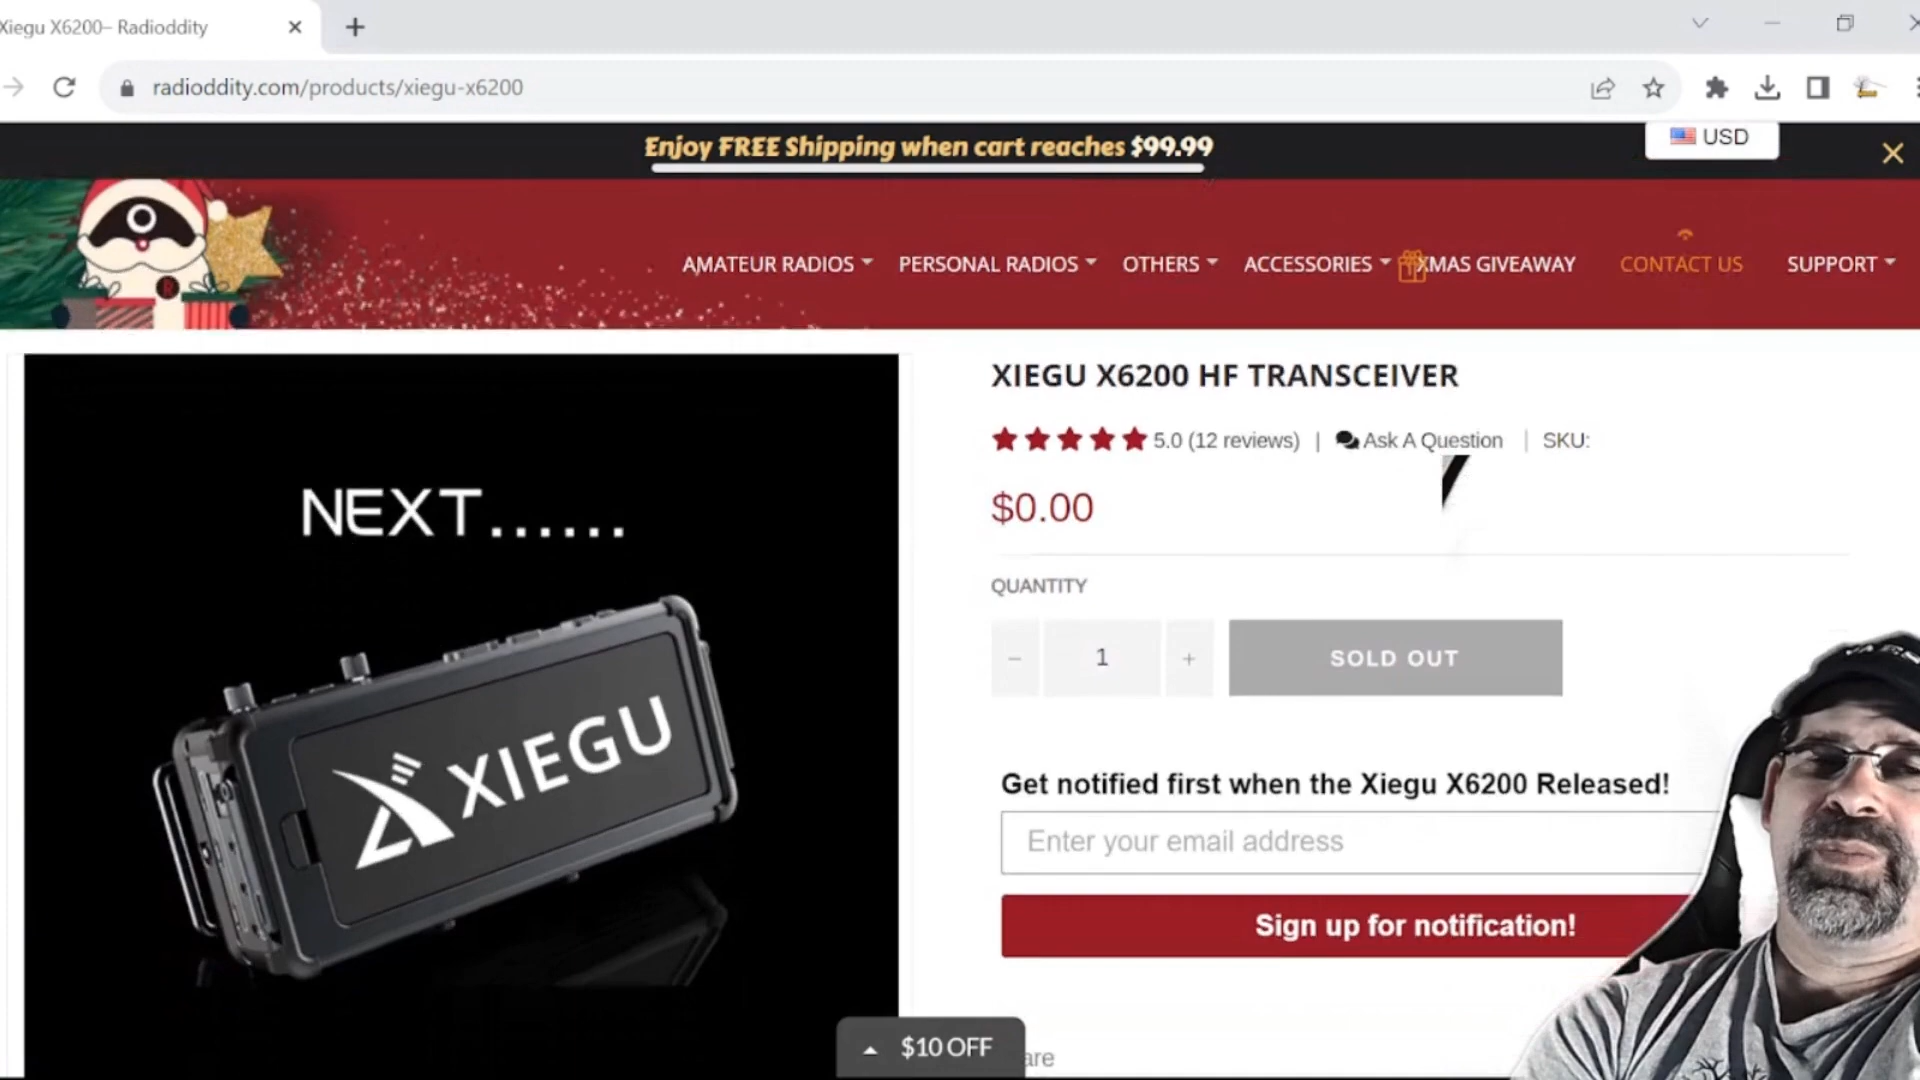 Xiegu X6200– Radioddity
radioddity.com/products/xiegu-x6200
Enjoy FREE Shipping when cart reaches $99.99
USD
AMATEUR RADIOS PERSONAL RADIOS OTHERS ACCESSORIES XMAS GIVEAWAY CONTACT US SUPPORT
XIEGU X6200 HF TRANSCEIVER
5.0 (12 reviews) | Ask A Question | SKU:
$0.00
QUANTITY
− 1 + SOLD OUT
NEXT......
XIEGU
Get notified first when the Xiegu X6200 Released!
Enter your email address
Sign up for notification!
$10 OFF